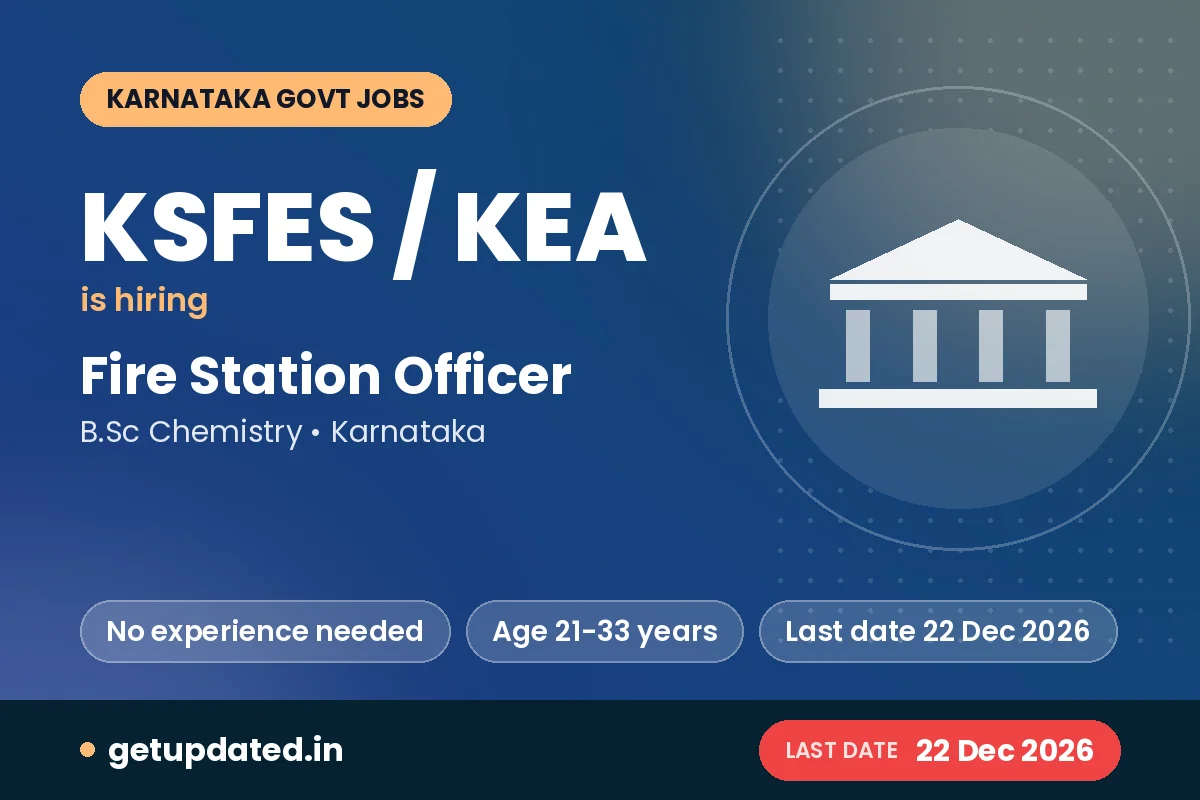 KARNATAKA GOVT JOBS
KSFES / KEA
is hiring
Fire Station Officer
B.Sc Chemistry • Karnataka
No experience needed
Age 21-33 years
Last date 22 Dec 2026
getupdated.in
LAST DATE 22 Dec 2026